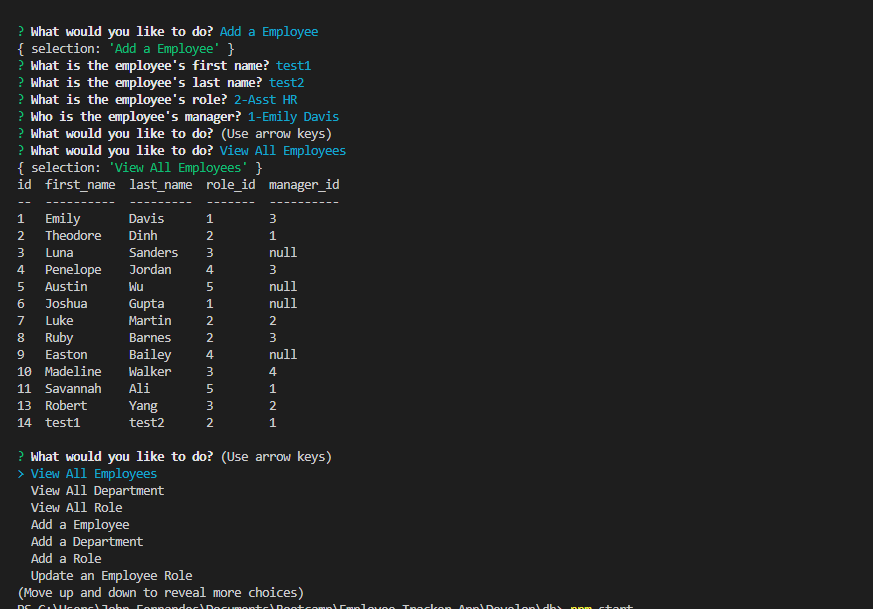 ? What would you like to do? Add a Employee
{ selection: 'Add a Employee' }
? What is the employee's first name? test1
? What is the employee's last name? test2
? What is the employee's role? 2-Asst HR
? Who is the employee's manager? 1-Emily Davis
? What would you like to do? (Use arrow keys)
? What would you like to do? View All Employees
{ selection: 'View All Employees' }
id  first_name  last_name  role_id  manager_id
--  ----------  ---------  -------  ----------
1   Emily       Davis      1        3
2   Theodore    Dinh       2        1
3   Luna        Sanders    3        null
4   Penelope    Jordan     4        3
5   Austin      Wu         5        null
6   Joshua      Gupta      1        null
7   Luke        Martin     2        2
8   Ruby        Barnes     2        3
9   Easton      Bailey     4        null
10  Madeline    Walker     3        4
11  Savannah    Ali        5        1
13  Robert      Yang       3        2
14  test1       test2      2        1
? What would you like to do? (Use arrow keys)
> View All Employees
View All Department
View All Role
Add a Employee
Add a Department
Add a Role
Update an Employee Role
(Move up and down to reveal more choices)
PS C:\Users\John Fernandes\Documents\Bootcamp\Employee Tracker App\Develop\db> npm start